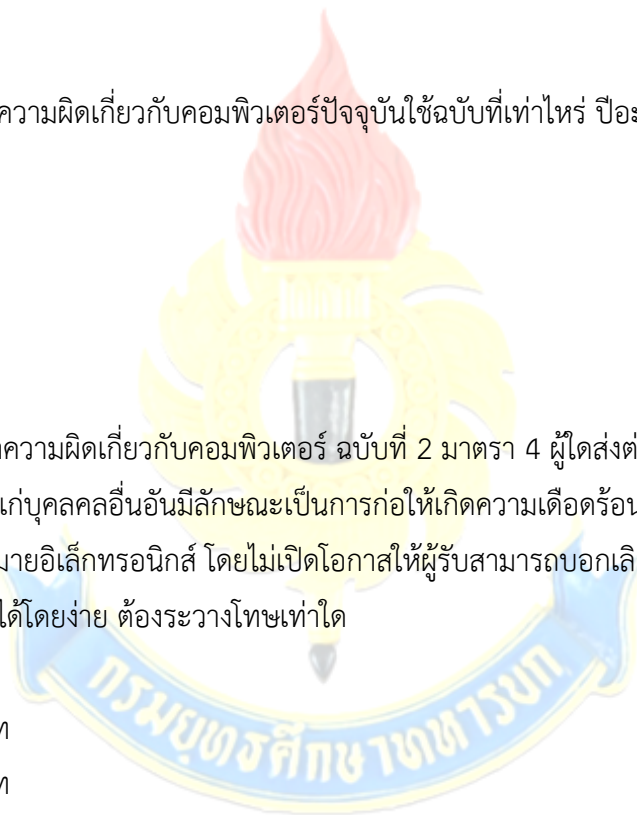 ความผิดเกี่ยวกับคอมพิวเตอร์ปัจจุบันใช้ฉบับที่เท่าไหร่ ปีอะ
ความผิดเกี่ยวกับคอมพิวเตอร์ ฉบับที่ 2 มาตรา 4 ผู้ใดส่งต่
แก่บุคลคลอื่นอันมีลักษณะเป็นการก่อให้เกิดความเดือดร้อน
มายอิเล็กทรอนิกส์ โดยไม่เปิดโอกาสให้ผู้รับสามารถบอกเลิ
ได้โดยง่าย ต้องระวางโทษเท่าใด
กรมยุทธศึกษาทหารบก
ท
ท